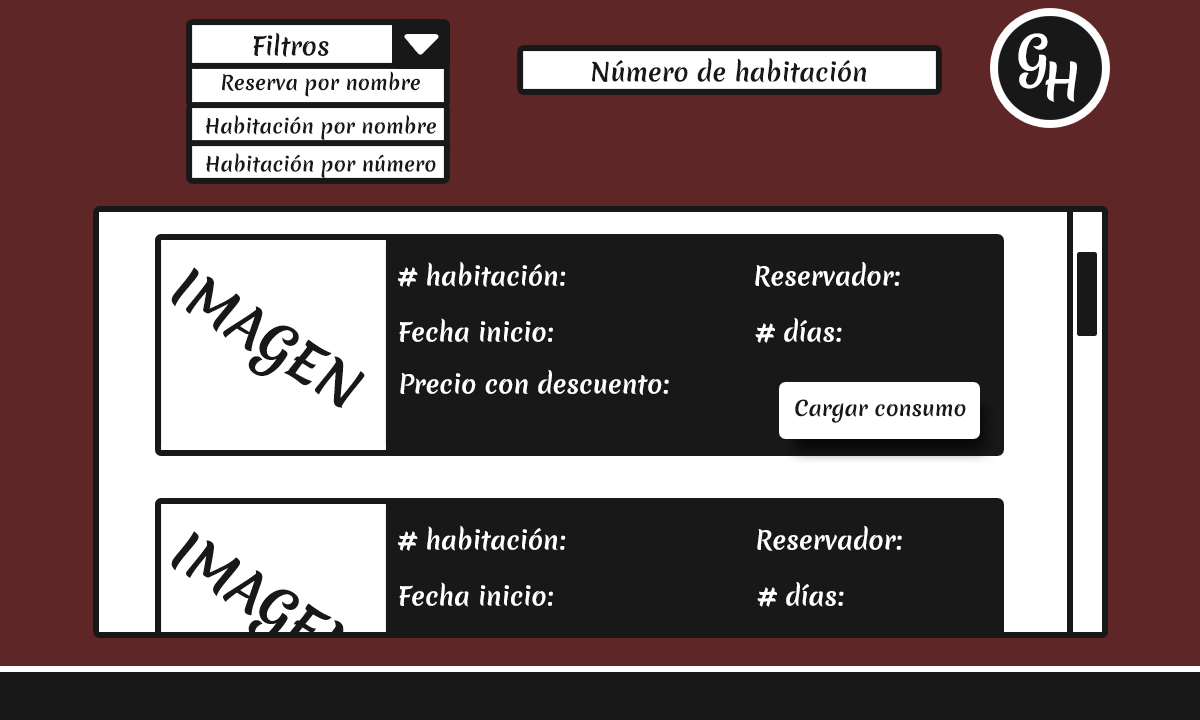 Filtros
Reserva por nombre
Habitación por nombre
Habitación por número
Número de habitación
GH
IMAGEN
# habitación:
Reservador:
Fecha inicio:
# días:
Precio con descuento:
Cargar consumo
IMAGEN
# habitación:
Reservador:
Fecha inicio:
# días: